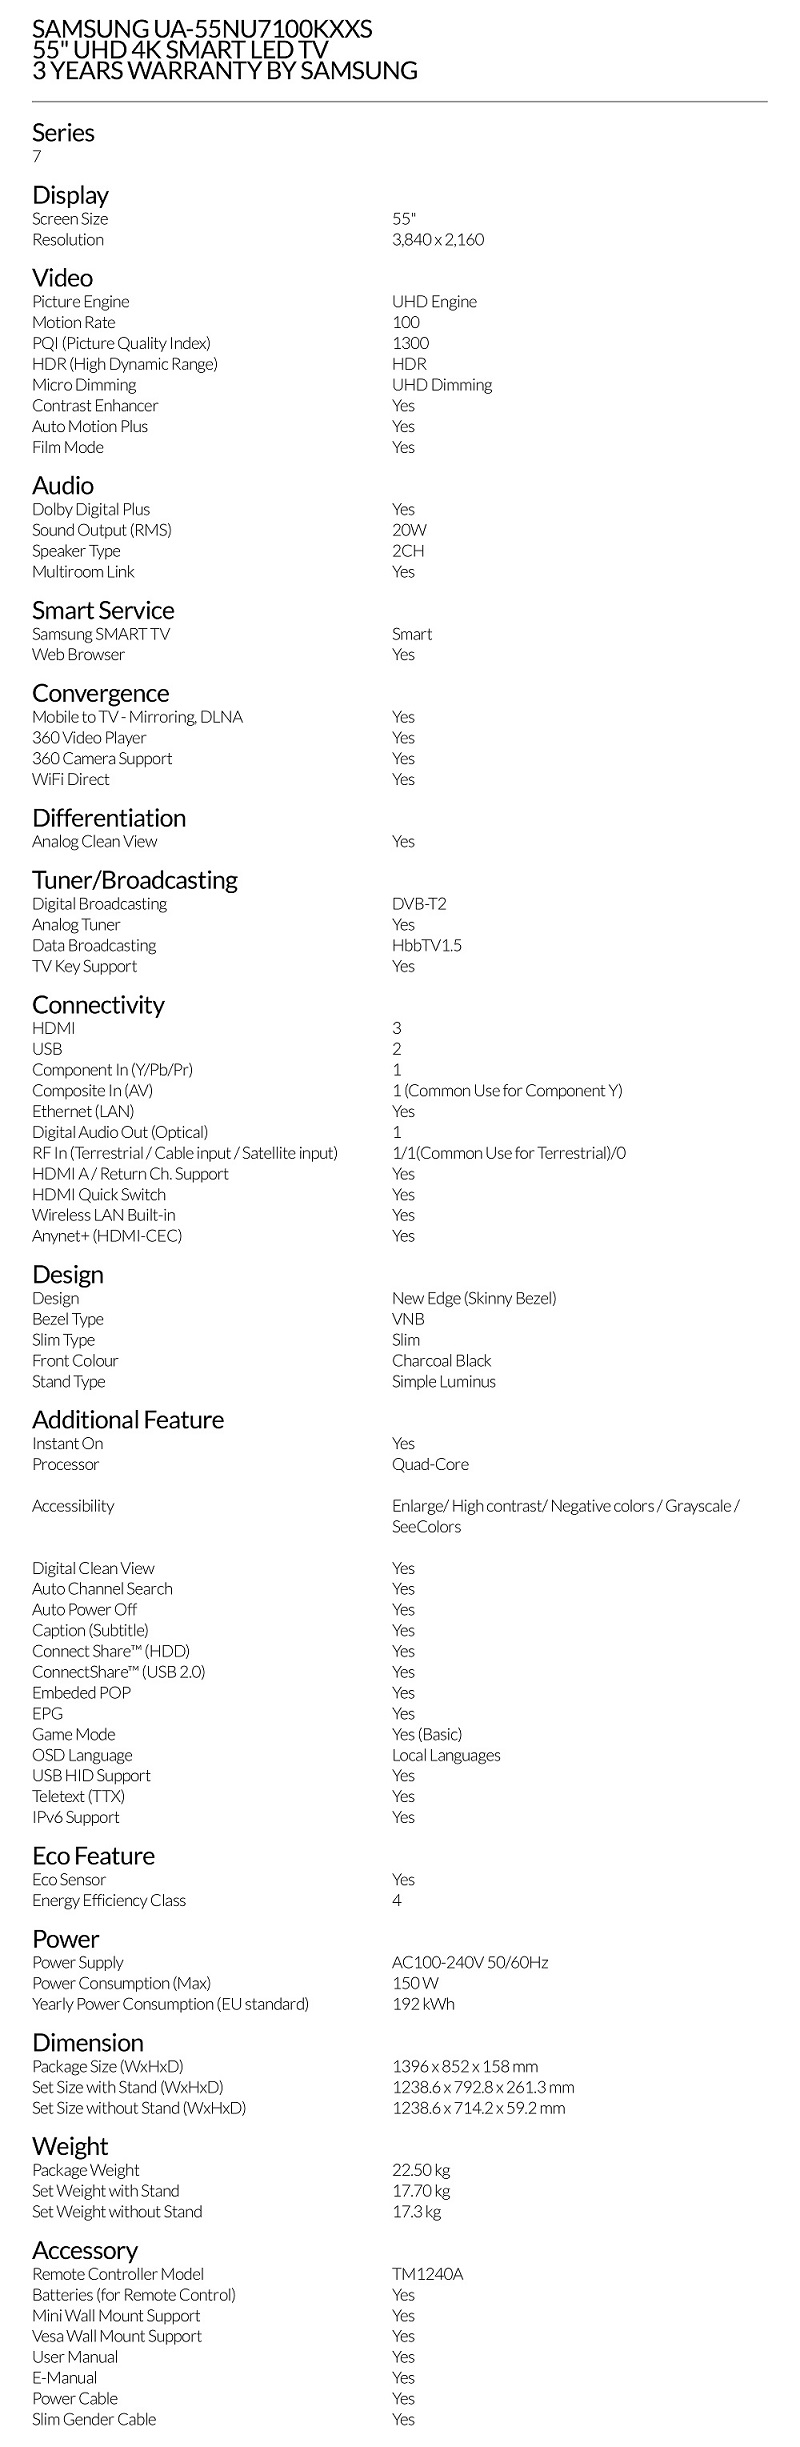 SAMSUNG UA-55NU7100KXXS
55" UHD 4K SMART LED TV
3 YEARS WARRANTY BY SAMSUNG
Series
7
Display
Screen Size 55"
Resolution 3,840 x 2,160
Video
Picture Engine UHD Engine
Motion Rate 100
PQI (Picture Quality Index) 1300
HDR (High Dynamic Range) HDR
Micro Dimming UHD Dimming
Contrast Enhancer Yes
Auto Motion Plus Yes
Film Mode Yes
Audio
Dolby Digital Plus Yes
Sound Output (RMS) 20W
Speaker Type 2CH
Multiroom Link Yes
Smart Service
Samsung SMART TV Smart
Web Browser Yes
Convergence
Mobile to TV - Mirroring, DLNA Yes
360 Video Player Yes
360 Camera Support Yes
WiFi Direct Yes
Differentiation
Analog Clean View Yes
Tuner/Broadcasting
Digital Broadcasting DVB-T2
Analog Tuner Yes
Data Broadcasting HbbTV1.5
TV Key Support Yes
Connectivity
HDMI 3
USB 2
Component In (Y/Pb/Pr) 1
Composite In (AV) 1 (Common Use for Component Y)
Ethernet (LAN) Yes
Digital Audio Out (Optical) 1
RF In (Terrestrial / Cable input / Satellite input) 1/1(Common Use for Terrestrial)/0
HDMI A / Return Ch. Support Yes
HDMI Quick Switch Yes
Wireless LAN Built-in Yes
Anynet+ (HDMI-CEC) Yes
Design
Design New Edge (Skinny Bezel)
Bezel Type VNB
Slim Type Slim
Front Colour Charcoal Black
Stand Type Simple Luminus
Additional Feature
Instant On Yes
Processor Quad-Core
Accessibility Enlarge/ High contrast/ Negative colors / Grayscale /
SeeColors
Digital Clean View Yes
Auto Channel Search Yes
Auto Power Off Yes
Caption (Subtitle) Yes
Connect Share™ (HDD) Yes
ConnectShare™ (USB 2.0) Yes
Embeded POP Yes
EPG Yes
Game Mode Yes (Basic)
OSD Language Local Languages
USB HID Support Yes
Teletext (TTX) Yes
IPv6 Support Yes
Eco Feature
Eco Sensor Yes
Energy Efficiency Class 4
Power
Power Supply AC100-240V 50/60Hz
Power Consumption (Max) 150 W
Yearly Power Consumption (EU standard) 192 kWh
Dimension
Package Size (WxHxD) 1396 x 852 x 158 mm
Set Size with Stand (WxHxD) 1238.6 x 792.8 x 261.3 mm
Set Size without Stand (WxHxD) 1238.6 x 714.2 x 59.2 mm
Weight
Package Weight 22.50 kg
Set Weight with Stand 17.70 kg
Set Weight without Stand 17.3 kg
Accessory
Remote Controller Model TM1240A
Batteries (for Remote Control) Yes
Mini Wall Mount Support Yes
Vesa Wall Mount Support Yes
User Manual Yes
E-Manual Yes
Power Cable Yes
Slim Gender Cable Yes